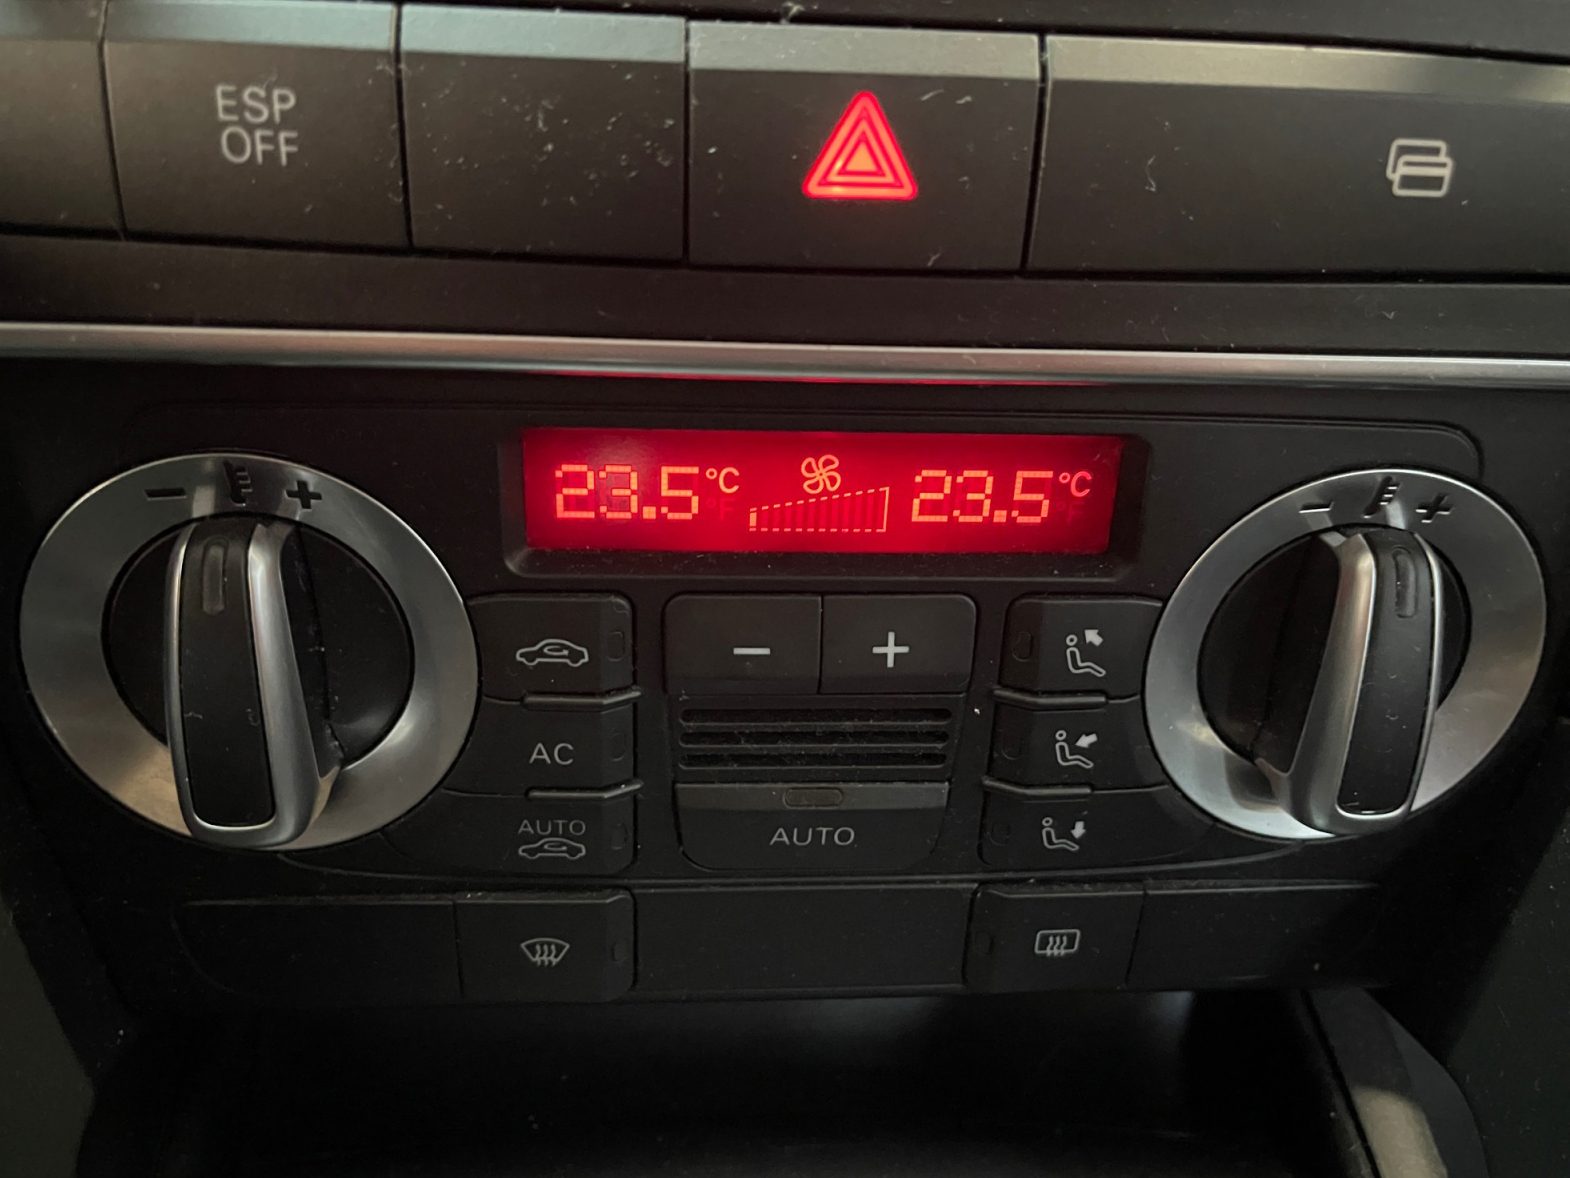 ESP
OFF
23.5 °C 23.5 °C
− +
− +
− +
AC
AUTO
AUTO